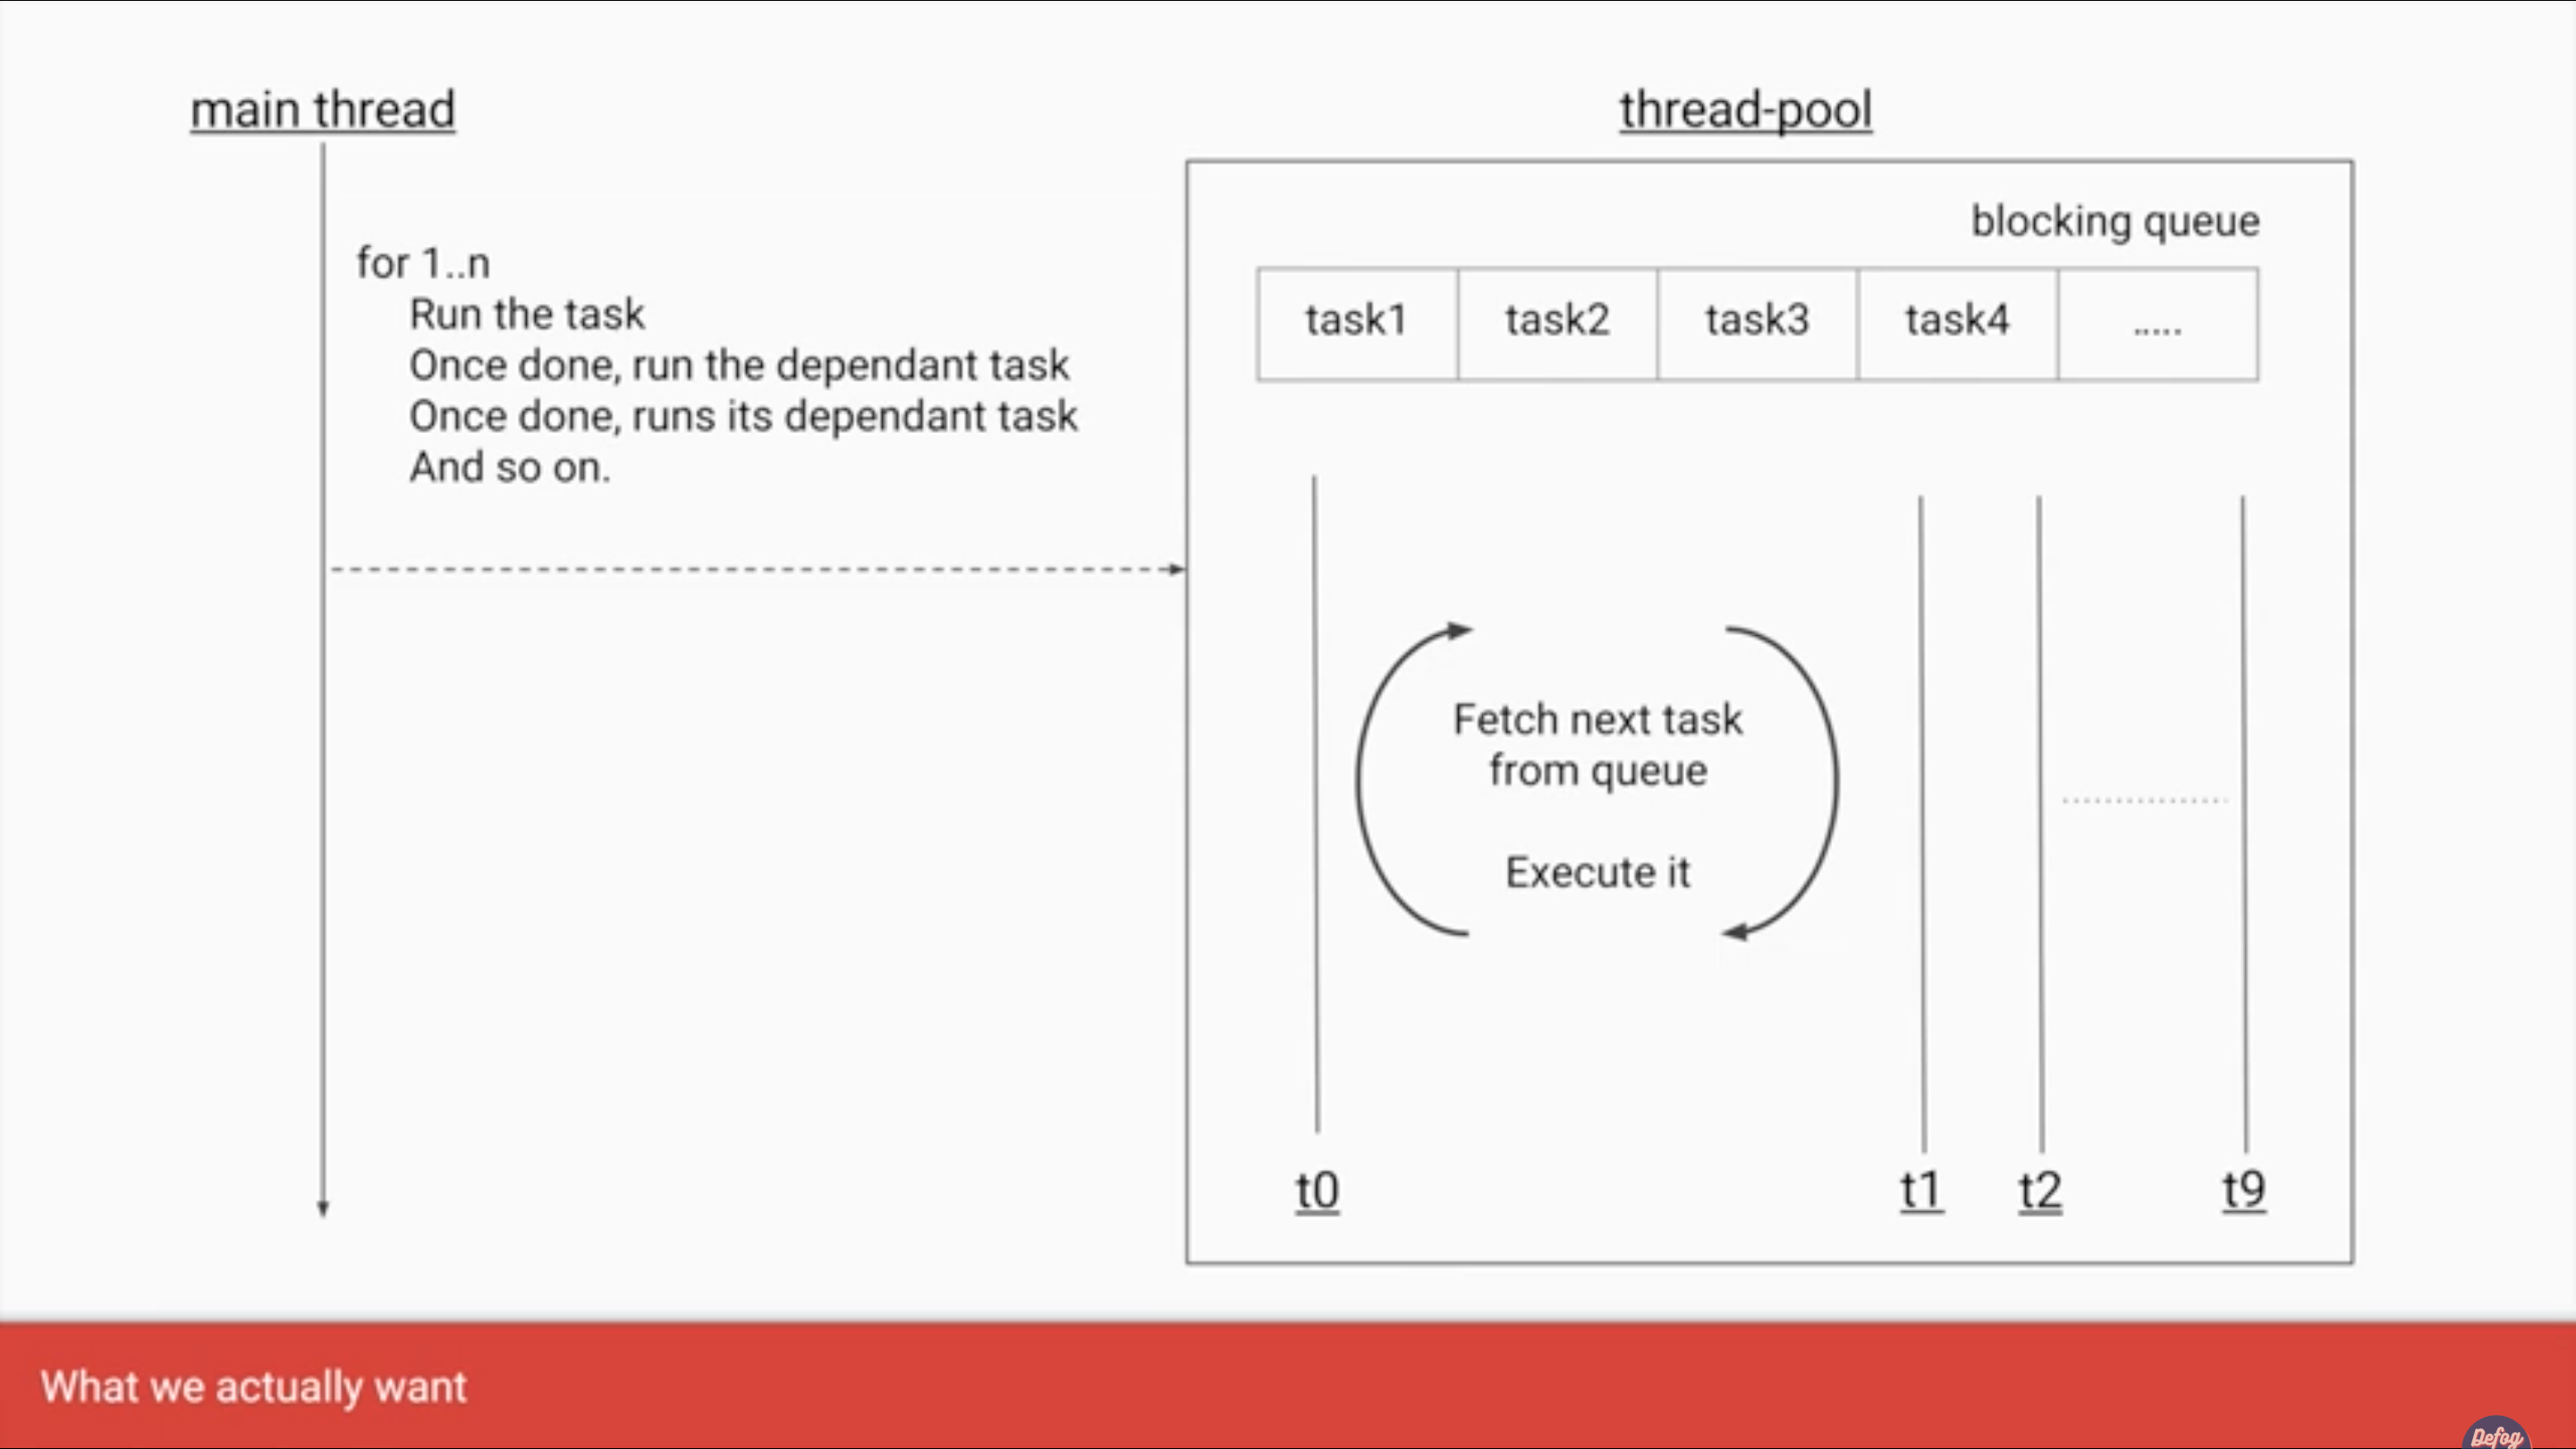 main thread
for 1..n
Run the task
Once done, run the dependant task
Once done, runs its dependant task
And so on.
thread-pool
blocking queue
task1 task2 task3 task4 .....
Fetch next task
from queue
Execute it
t0 t1 t2 t9
What we actually want
Defog